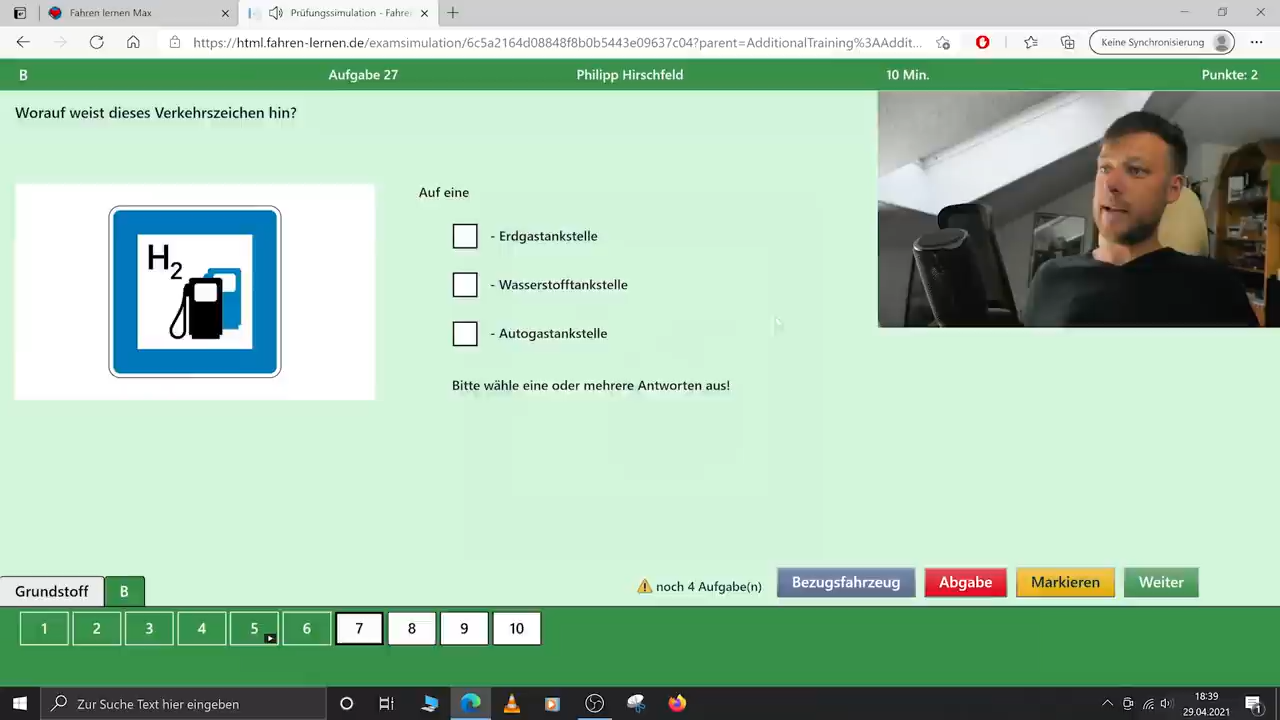 Fahren lernen Max
Prüfungssimulation - Fahre
https://html.fahren-lernen.de/examsimulation/6c5a2164d08848f8b0b5443e09637c04?parent=AdditionalTraining%3AAddit...
Keine Synchronisierung
B
Aufgabe 27
Philipp Hirschfeld
10 Min.
Punkte: 2
Worauf weist dieses Verkehrszeichen hin?
H2
Auf eine
- Erdgastankstelle
- Wasserstofftankstelle
- Autogastankstelle
Bitte wähle eine oder mehrere Antworten aus!
Grundstoff
B
noch 4 Aufgabe(n)
Bezugsfahrzeug
Abgabe
Markieren
Weiter
1 2 3 4 5 6 7 8 9 10
Zur Suche Text hier eingeben
18:39
29.04.2021
1